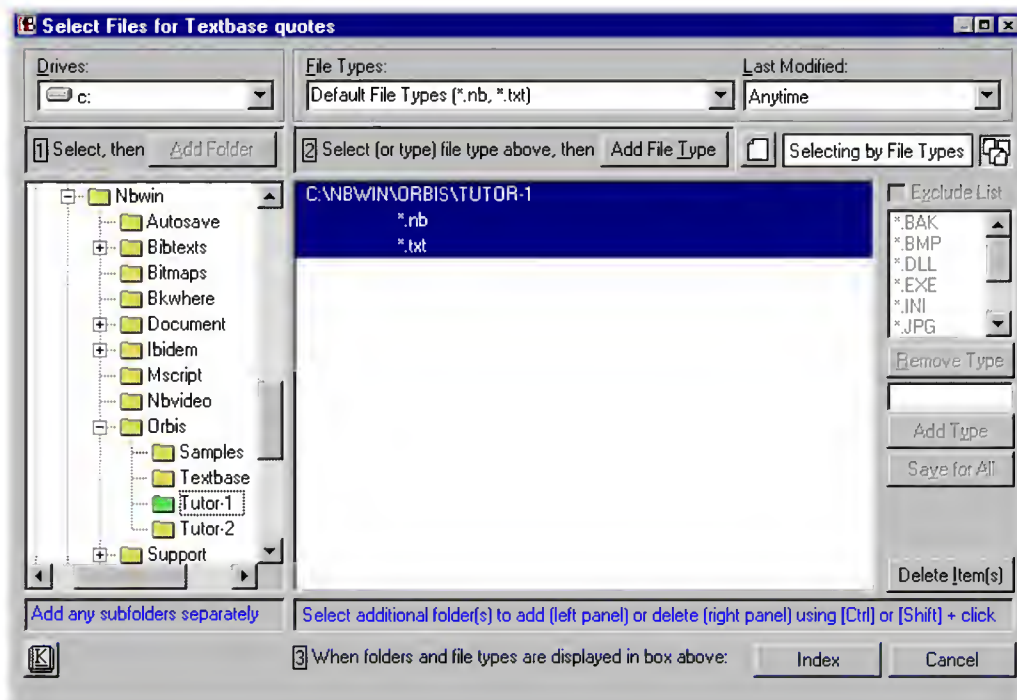 Select Files for Textbase quotes
Drives:
c:
File Types:
Default File Types (*.nb, *.txt)
Last Modified:
Anytime
1 Select, then Add Folder
2 Select (or type) file type above, then Add File Type
Selecting by File Types
Nbwin
Autosave
Bibtexts
Bitmaps
Bkwhere
Document
Ibidem
Mscript
Nbvideo
Orbis
Samples
Textbase
Tutor-1
Tutor-2
Support
C:\NBWIN\ORBIS\TUTOR-1
*.nb
*.txt
Exclude List
*.BAK
*.BMP
*.DLL
*.EXE
*.INI
*.JPG
Remove Type
Add Type
Save for All
Delete Item(s)
Add any subfolders separately
Select additional folder(s) to add (left panel) or delete (right panel) using [Ctrl] or [Shift] + click
K
3 When folders and file types are displayed in box above:
Index
Cancel